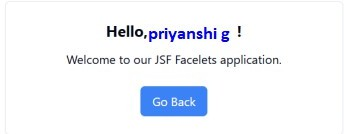 Hello,priyanshi g !
Welcome to our JSF Facelets application.
Go Back